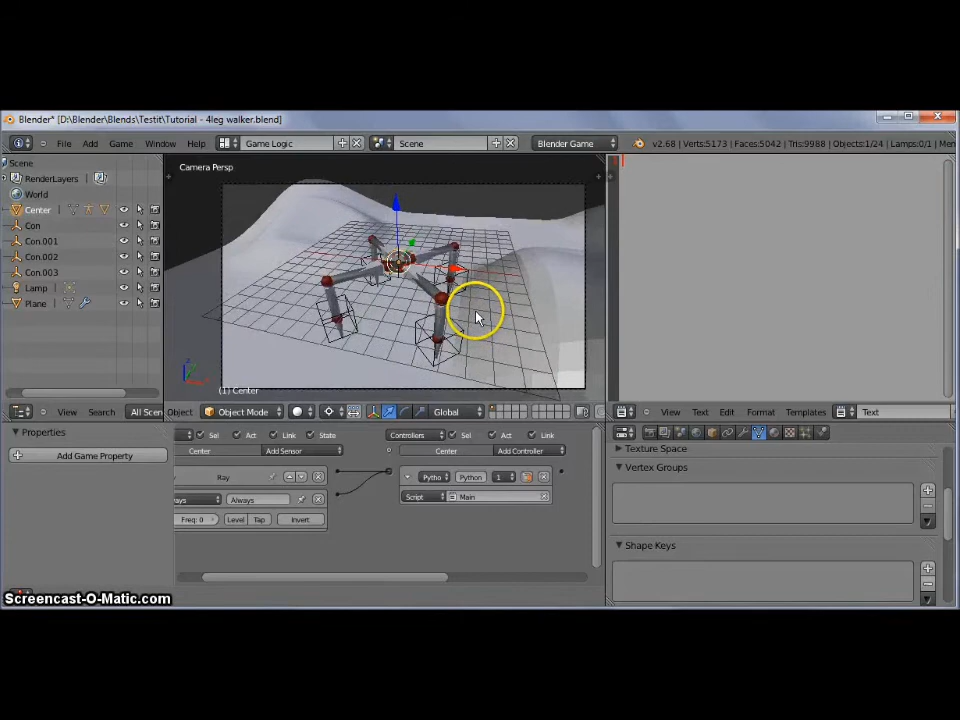 Blender* [D:\Blender\Blends\Testit\Tutorial - 4leg walker.blend]
File Add Game Window Help Game Logic Scene Blender Game v2.68 | Verts:5173 | Faces:5042 | Tris:9988 | Objects:1/24 | Lamps:0/1 |
Scene
RenderLayers
World
Center
Con
Con.001
Con.002
Con.003
Lamp
Plane
View Search All Scen
Camera Persp
(1) Center
Object Object Mode Global
View Text Edit Format Templates Text
Properties
Add Game Property
Sel Act Link State
Center Add Sensor
Ray
Always
Freq: 0 Level Tap Invert
Controllers Sel Act Link
Center Add Controller
Pytho Python 1
Script Main
Texture Space
Vertex Groups
Shape Keys
Screencast-O-Matic.com